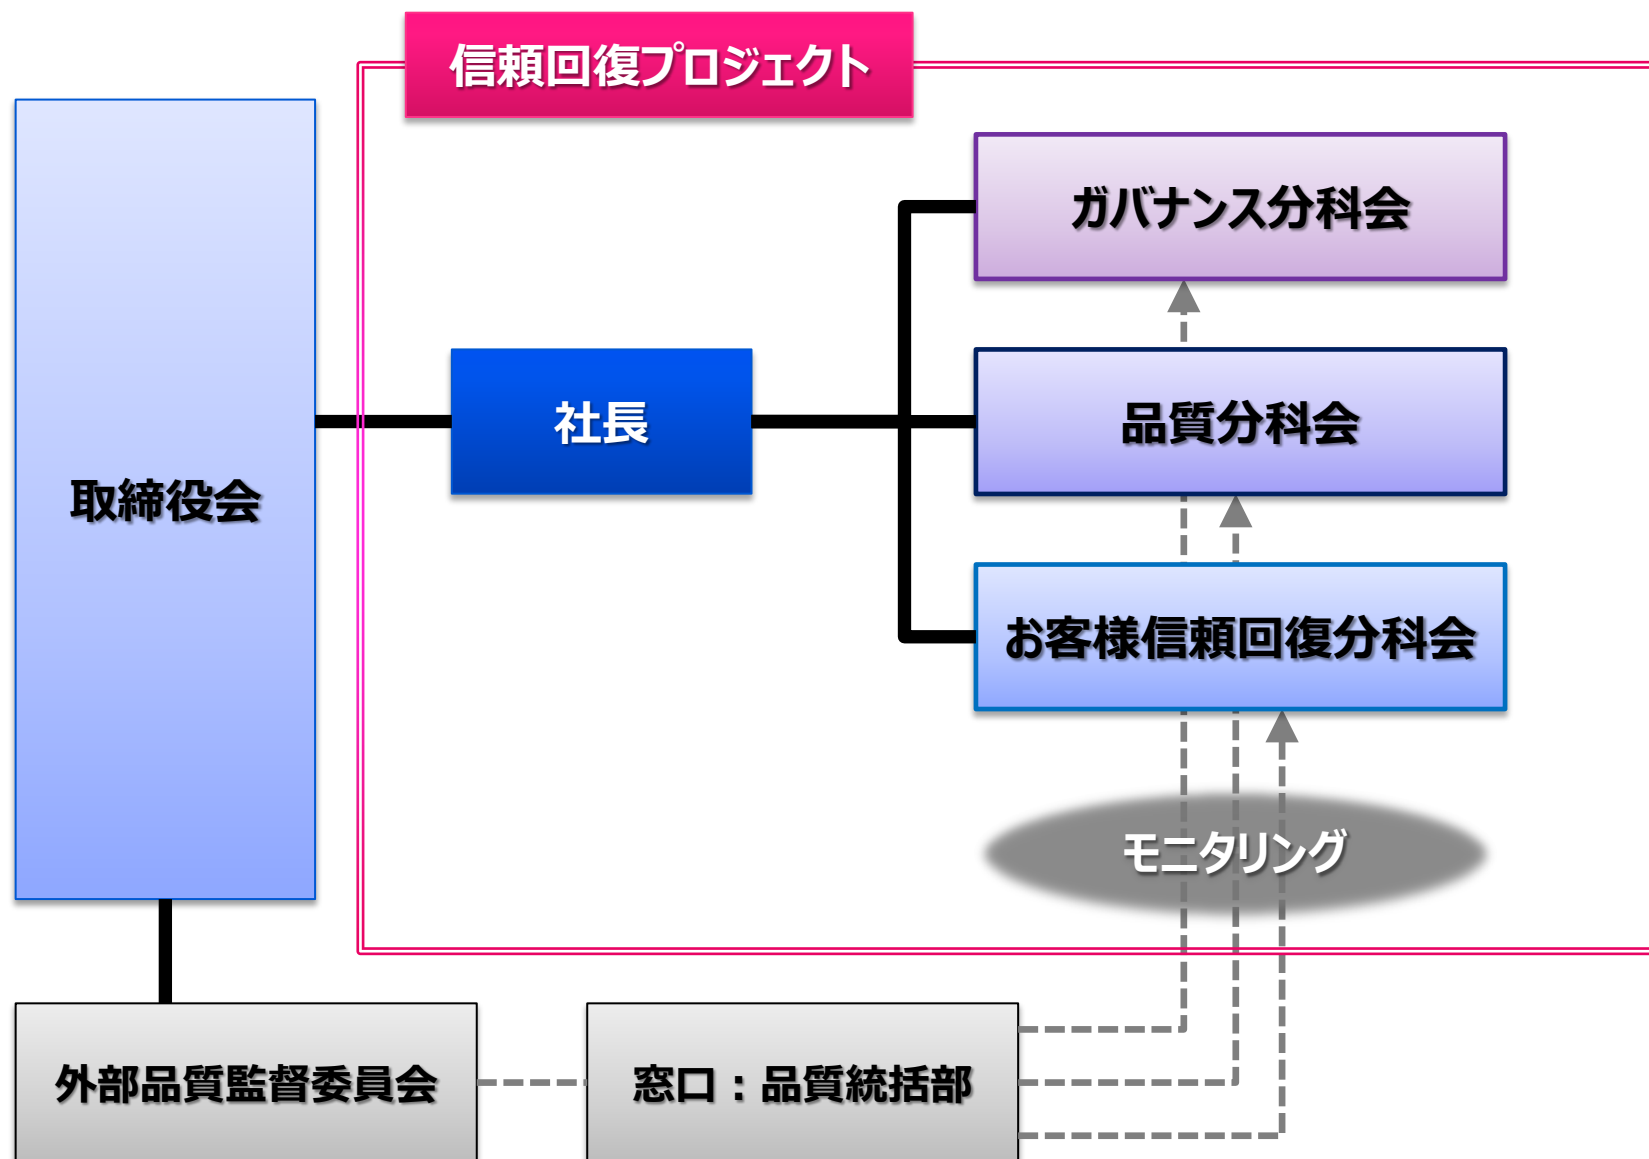 信頼回復プロジェクト
ガバナンス分科会
社長
品質分科会
取締役会
お客様信頼回復分科会
モニタリング
外部品質監督委員会
窓口：品質統括部